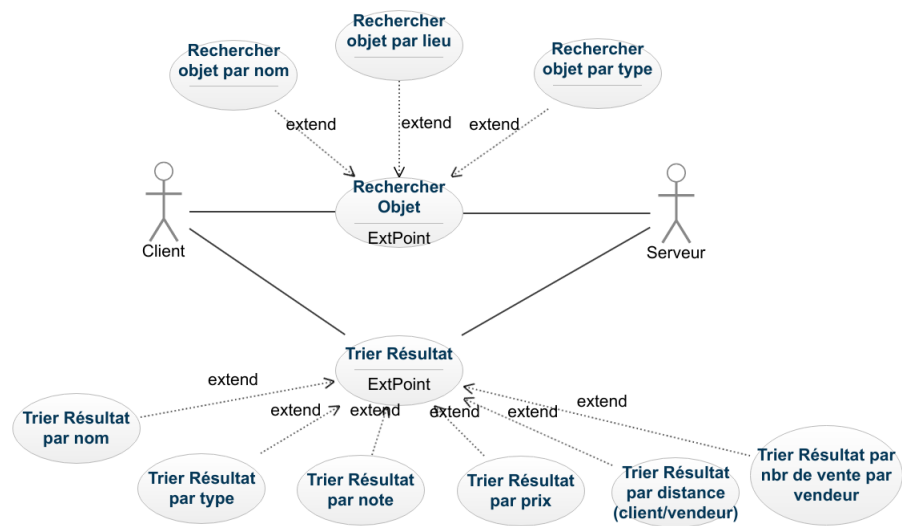 Rechercher
objet par nom
Rechercher
objet par lieu
Rechercher
objet par type
extend
extend
extend
Rechercher
Objet
ExtPoint
Client
Serveur
Trier Résultat
ExtPoint
extend
extend
extend
extend
extend
extend
Trier Résultat
par nom
Trier Résultat
par type
Trier Résultat
par note
Trier Résultat
par prix
Trier Résultat
par distance
(client/vendeur)
Trier Résultat par
nbr de vente par
vendeur